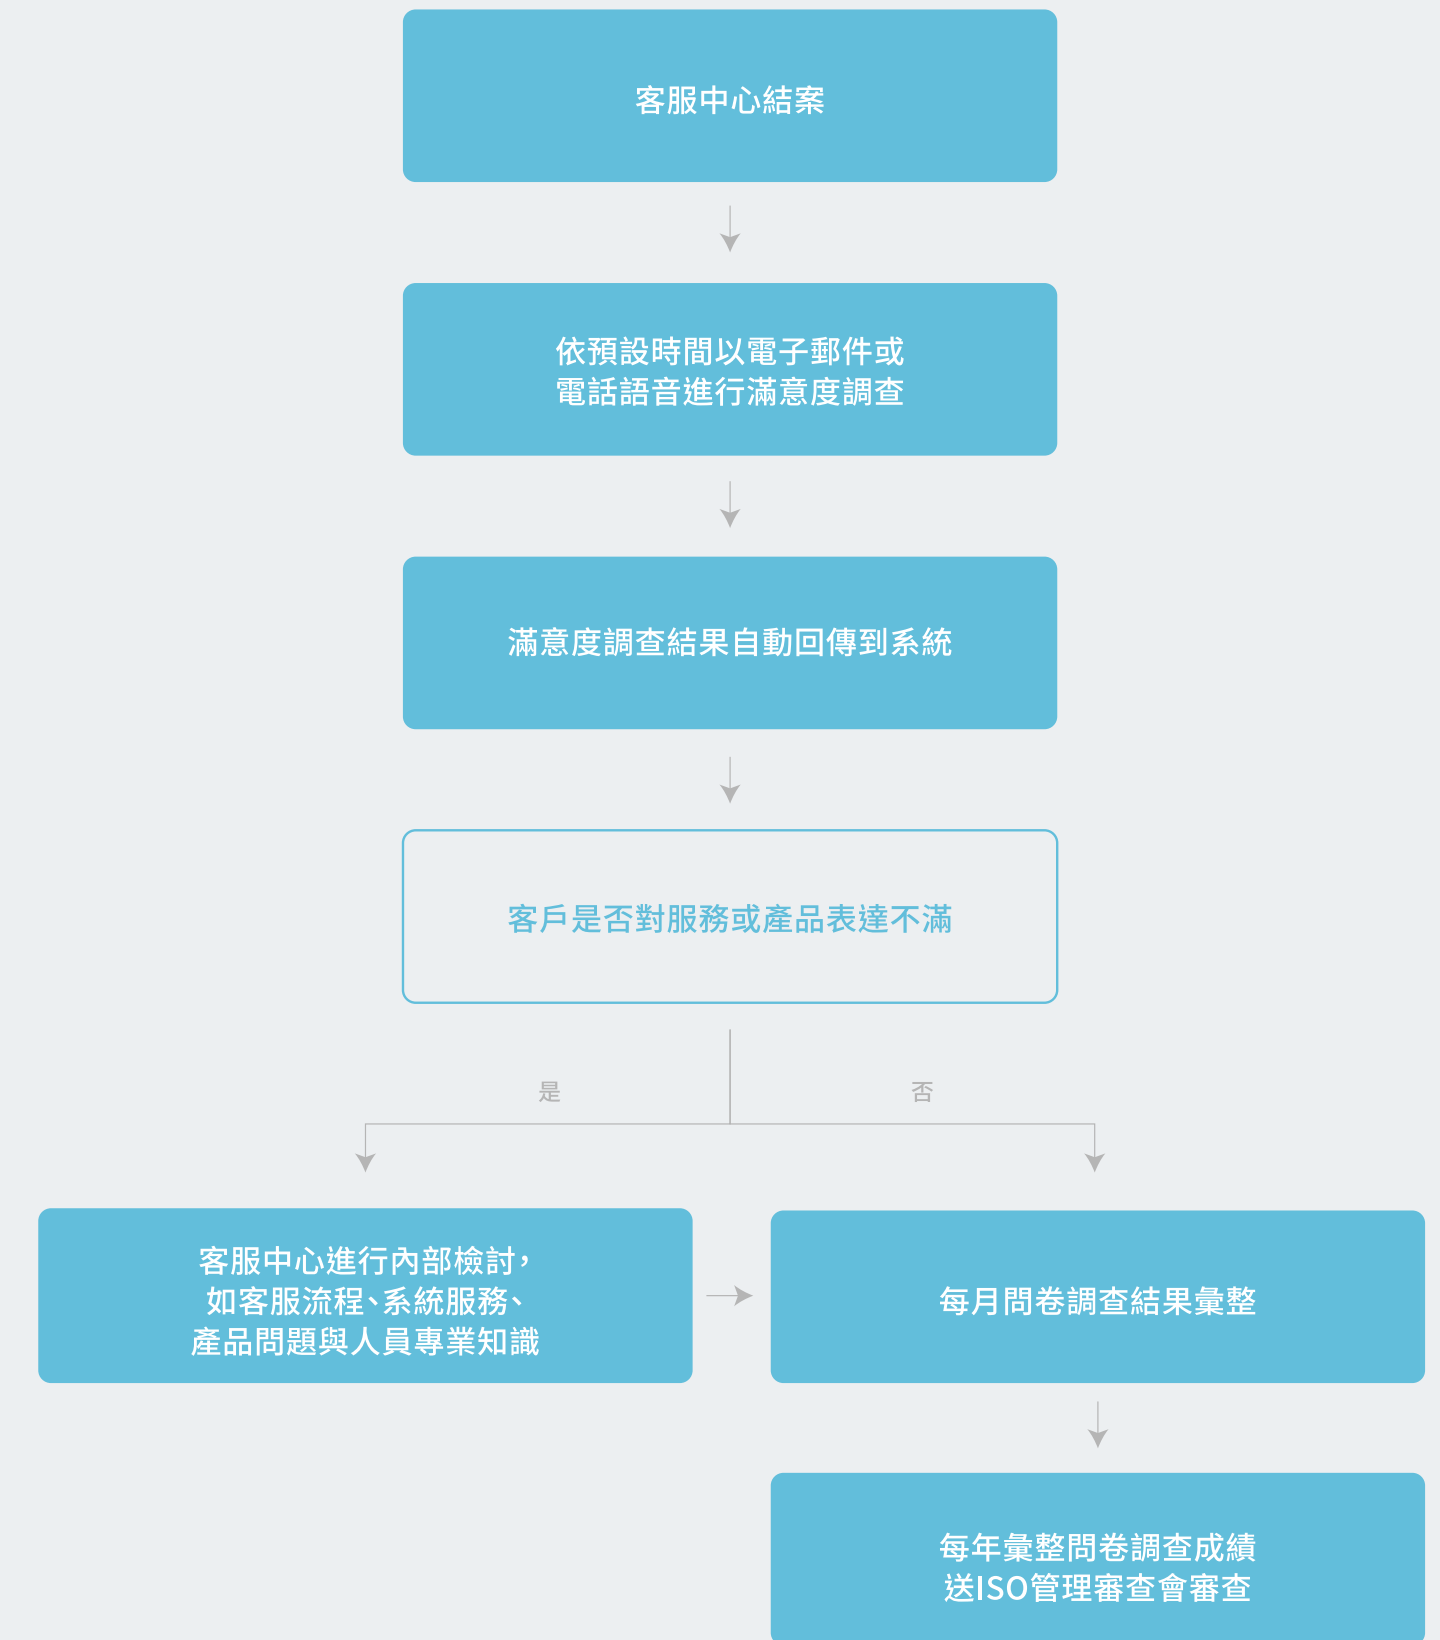 客服中心結案
依預設時間以電子郵件或
電話語音進行滿意度調查
滿意度調查結果自動回傳到系統
客戶是否對服務或產品表達不滿
是
否
客服中心進行內部檢討，
如客服流程、系統服務、
產品問題與人員專業知識
每月問卷調查結果彙整
每年彙整問卷調查成績
送ISO管理審查會審查